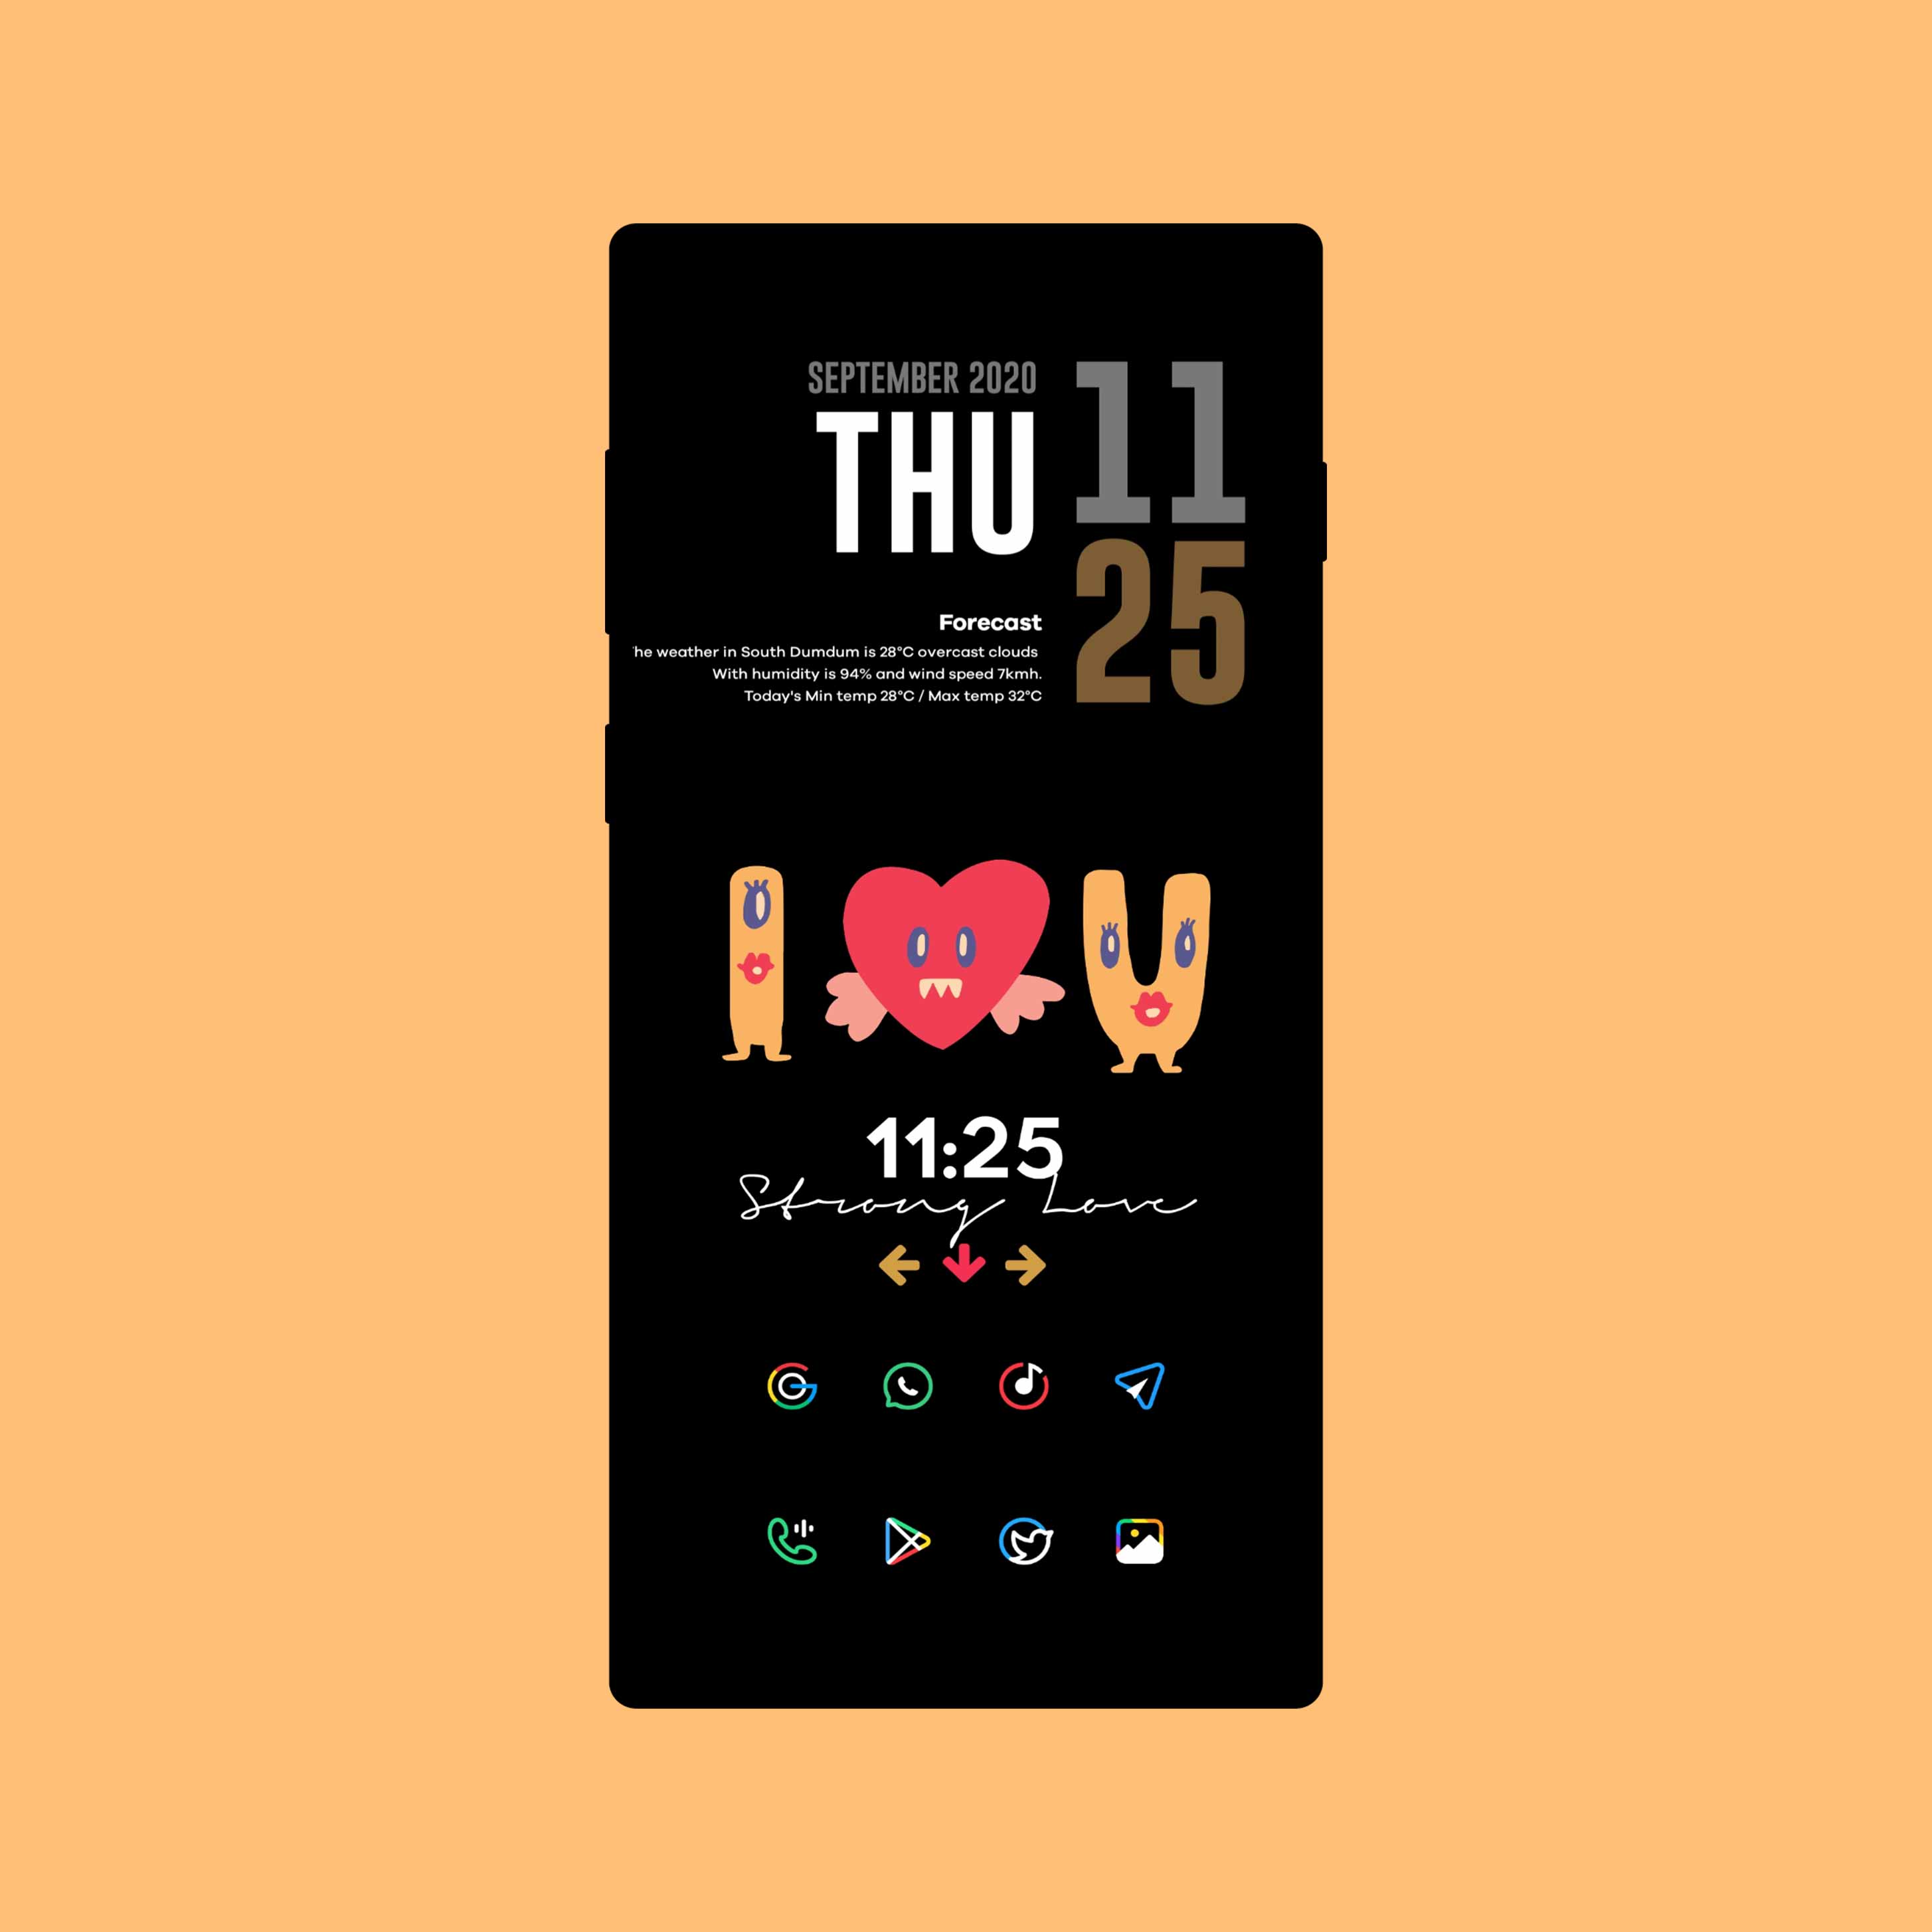 SEPTEMBER 2020
THU
11
25
Forecast
he weather in South Dumdum is 28°C overcast clouds
With humidity is 94% and wind speed 7kmh.
Today's Min temp 28°C / Max temp 32°C
I U
11:25
Strong Love